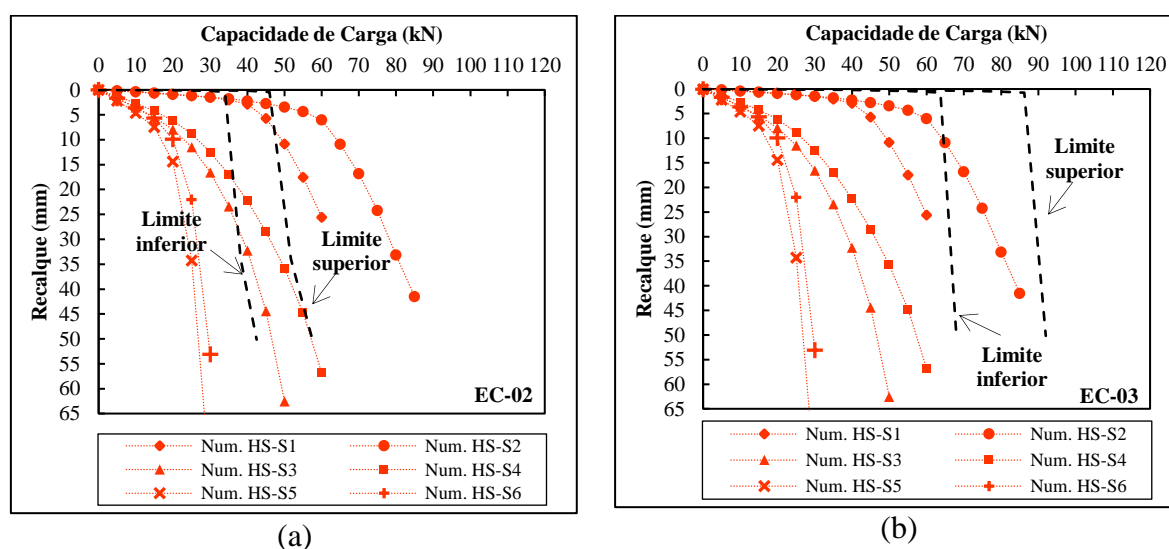 Capacidade de Carga (kN)
0 10 20 30 40 50 60 70 80 90 100 110 120
0
5
10
15
20
25
30
35
40
45
50
55
60
65
Recalque (mm)
Limite
inferior
Limite
superior
EC-02
Num. HS-S1 Num. HS-S2
Num. HS-S3 Num. HS-S4
Num. HS-S5 Num. HS-S6
(a)
Capacidade de Carga (kN)
0 10 20 30 40 50 60 70 80 90 100 110 120
0
5
10
15
20
25
30
35
40
45
50
55
60
65
Recalque (mm)
Limite
superior
Limite
inferior
EC-03
Num. HS-S1 Num. HS-S2
Num. HS-S3 Num. HS-S4
Num. HS-S5 Num. HS-S6
(b)